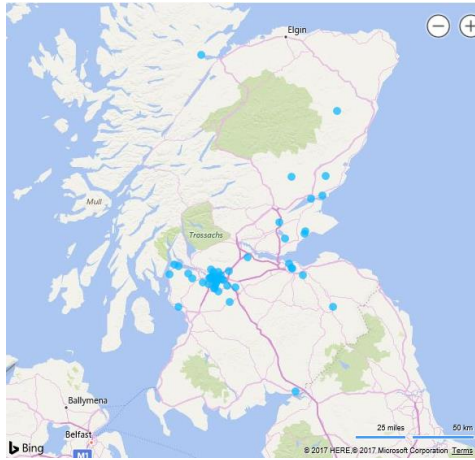 Elgin
Mull
Trossachs
Ballymena
Belfast
M1
25 miles
50 km
Bing
© 2017 HERE,© 2017 Microsoft Corporation Terms